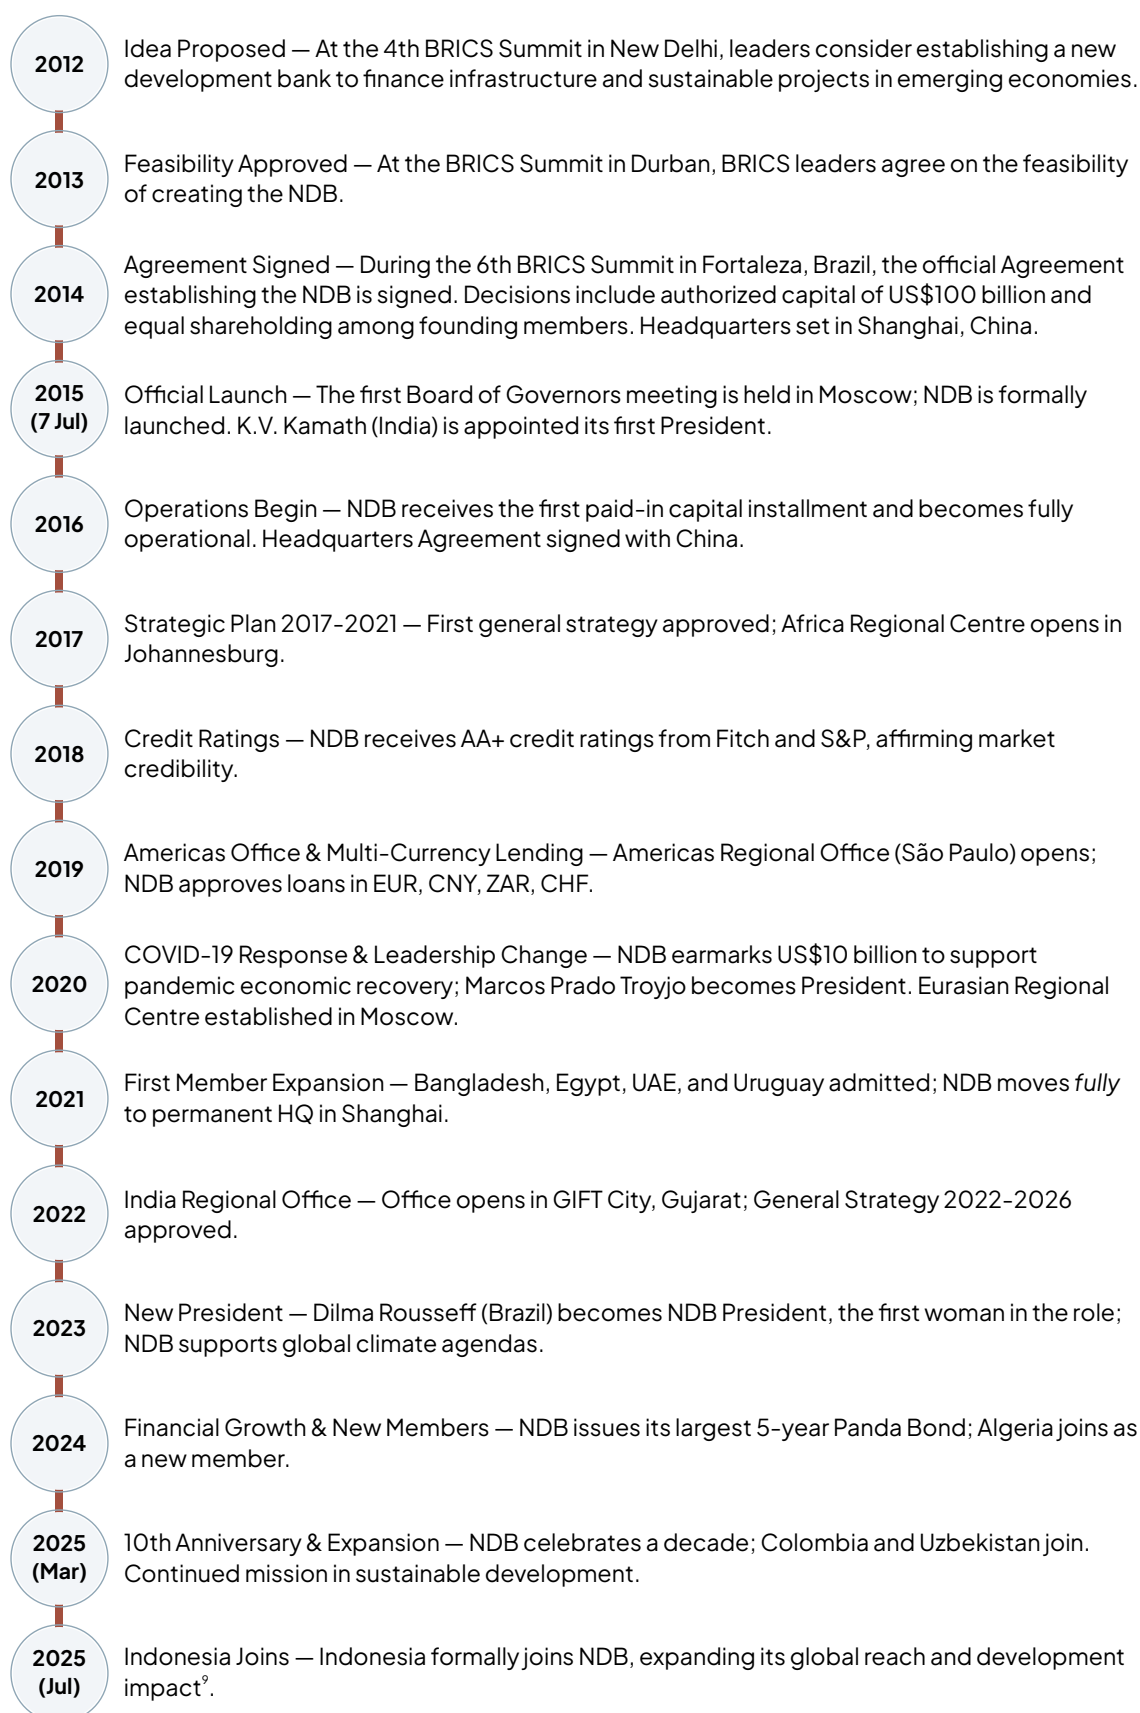 2012
Idea Proposed — At the 4th BRICS Summit in New Delhi, leaders consider establishing a new
development bank to finance infrastructure and sustainable projects in emerging economies.
2013
Feasibility Approved — At the BRICS Summit in Durban, BRICS leaders agree on the feasibility
of creating the NDB.
2014
Agreement Signed — During the 6th BRICS Summit in Fortaleza, Brazil, the official Agreement
establishing the NDB is signed. Decisions include authorized capital of US$100 billion and
equal shareholding among founding members. Headquarters set in Shanghai, China.
2015
(7 Jul)
Official Launch — The first Board of Governors meeting is held in Moscow; NDB is formally
launched. K.V. Kamath (India) is appointed its first President.
2016
Operations Begin — NDB receives the first paid-in capital installment and becomes fully
operational. Headquarters Agreement signed with China.
2017
Strategic Plan 2017-2021 — First general strategy approved; Africa Regional Centre opens in
Johannesburg.
2018
Credit Ratings — NDB receives AA+ credit ratings from Fitch and S&P, affirming market
credibility.
2019
Americas Office & Multi-Currency Lending — Americas Regional Office (São Paulo) opens;
NDB approves loans in EUR, CNY, ZAR, CHF.
2020
COVID-19 Response & Leadership Change — NDB earmarks US$10 billion to support
pandemic economic recovery; Marcos Prado Troyjo becomes President. Eurasian Regional
Centre established in Moscow.
2021
First Member Expansion — Bangladesh, Egypt, UAE, and Uruguay admitted; NDB moves fully
to permanent HQ in Shanghai.
2022
India Regional Office — Office opens in GIFT City, Gujarat; General Strategy 2022-2026
approved.
2023
New President — Dilma Rousseff (Brazil) becomes NDB President, the first woman in the role;
NDB supports global climate agendas.
2024
Financial Growth & New Members — NDB issues its largest 5-year Panda Bond; Algeria joins as
a new member.
2025
(Mar)
10th Anniversary & Expansion — NDB celebrates a decade; Colombia and Uzbekistan join.
Continued mission in sustainable development.
2025
(Jul)
Indonesia Joins — Indonesia formally joins NDB, expanding its global reach and development
impact⁹.